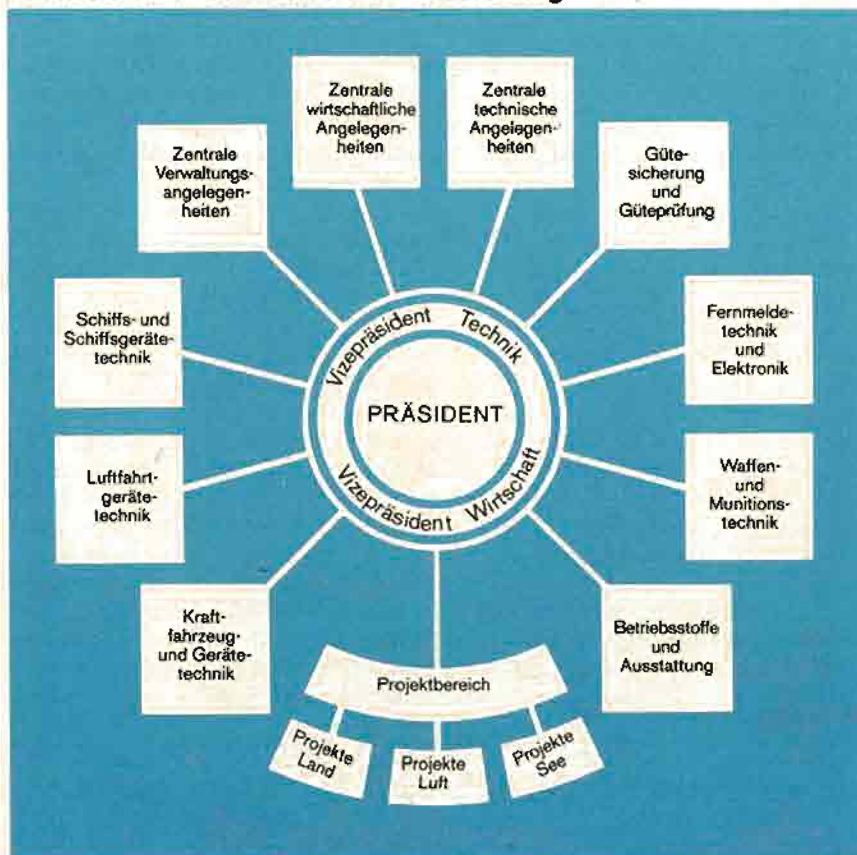 Zentrale
wirtschaftliche
Angelegen-
heiten
Zentrale
technische
Angelegen-
heiten
Zentrale
Verwaltungs-
angelegen-
heiten
Güte-
sicherung
und
Güteprüfung
Schiffs- und
Schiffsgeräte-
technik
Vizepräsident Technik
Fernmelde-
technik
und
Elektronik
PRÄSIDENT
Luftfahrt-
geräte-
technik
Vizepräsident Wirtschaft
Waffen-
und
Munitions-
technik
Kraft-
fahrzeug-
und Geräte-
technik
Betriebsstoffe
und
Ausstattung
Projektbereich
Projekte
Land
Projekte
Luft
Projekte
See